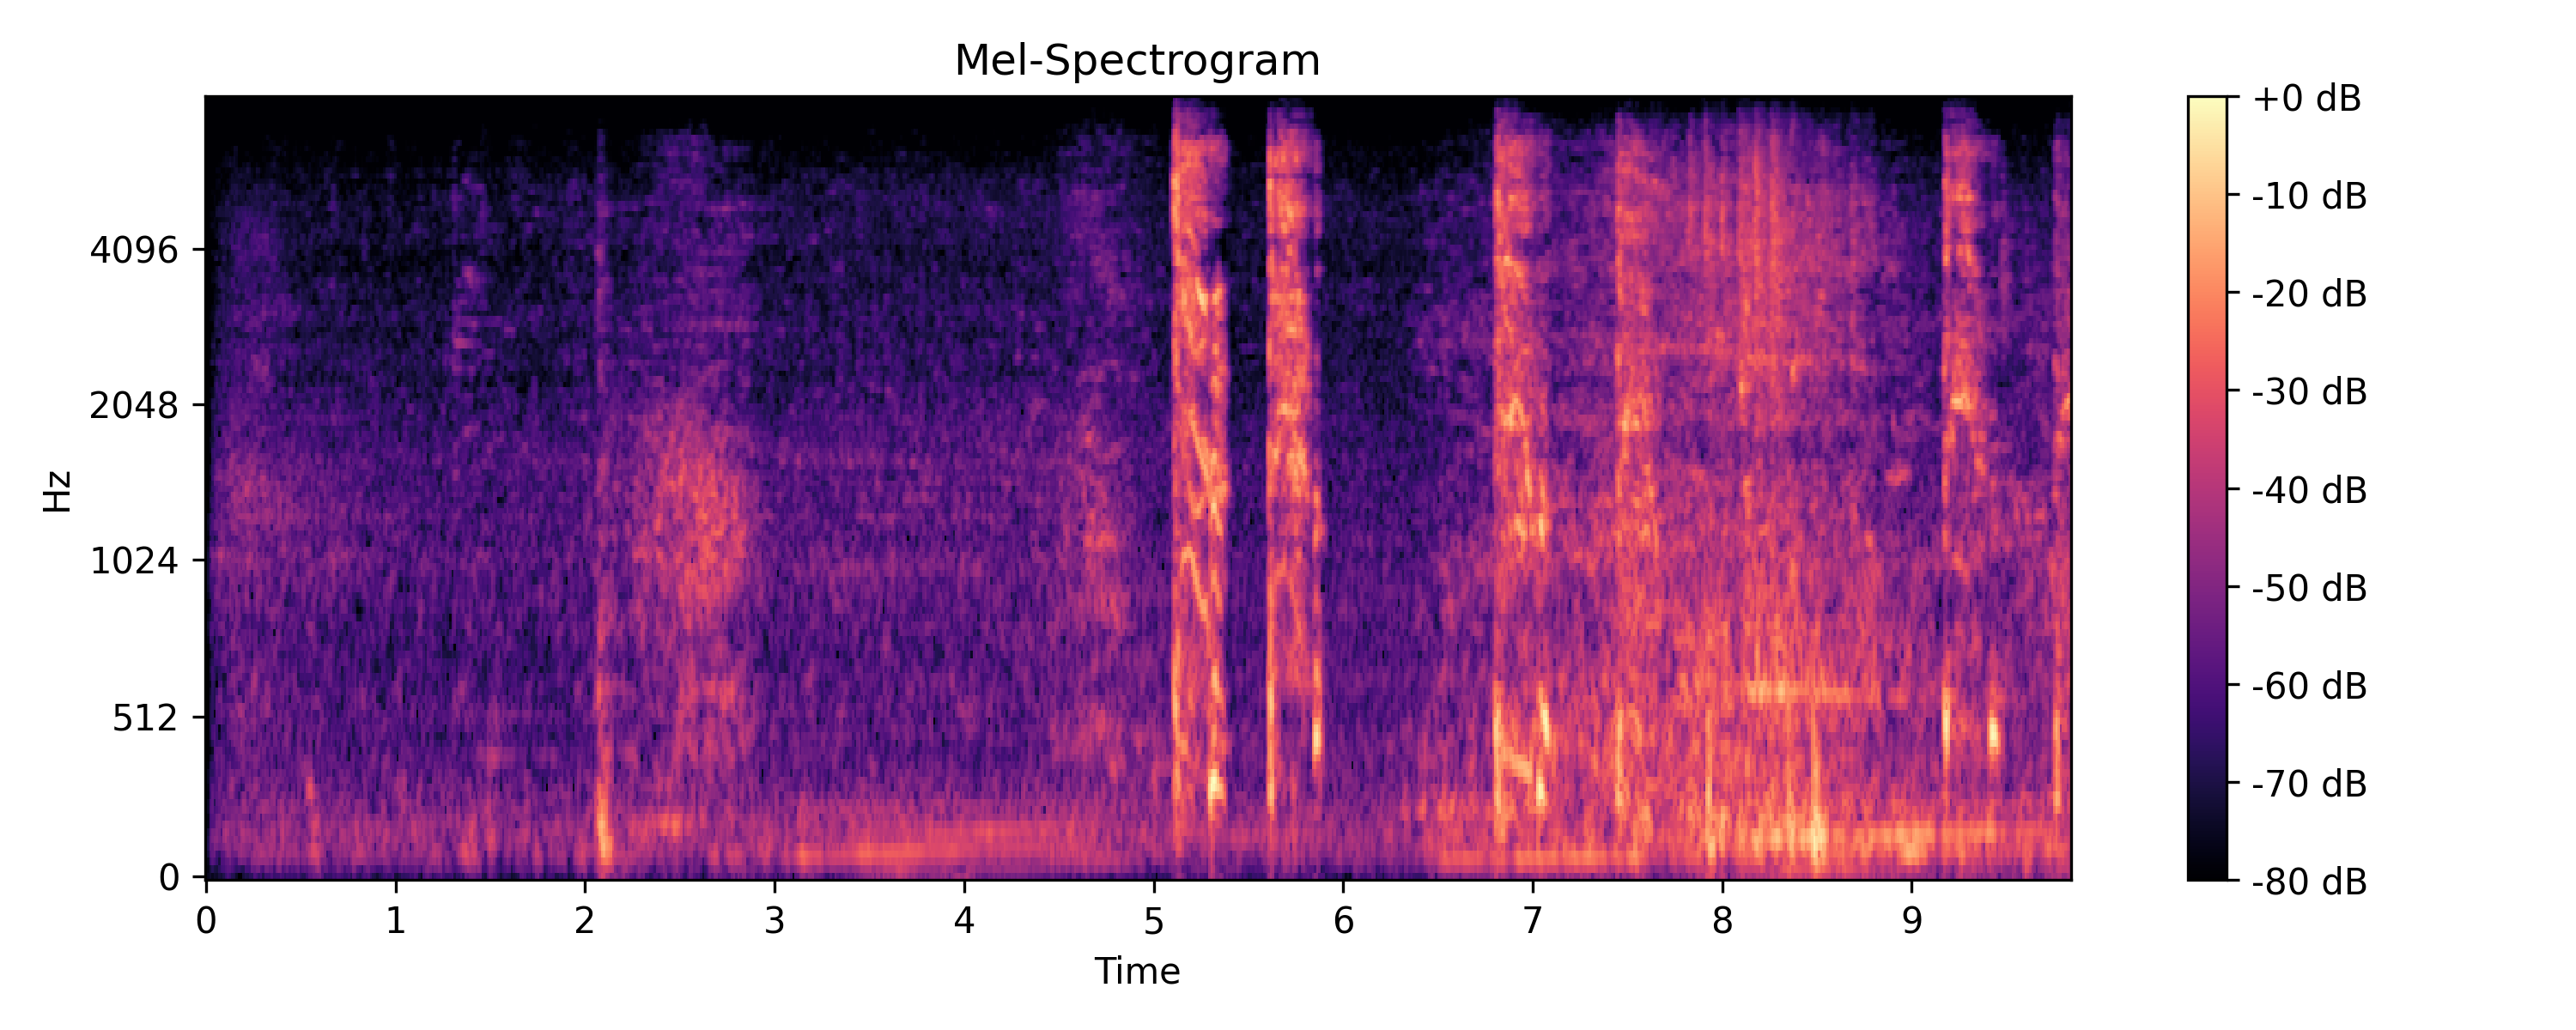 Mel-Spectrogram
+0 dB
-10 dB
-20 dB
-30 dB
-40 dB
-50 dB
-60 dB
-70 dB
-80 dB
4096
2048
1024
512
0
Hz
0 1 2 3 4 5 6 7 8 9
Time